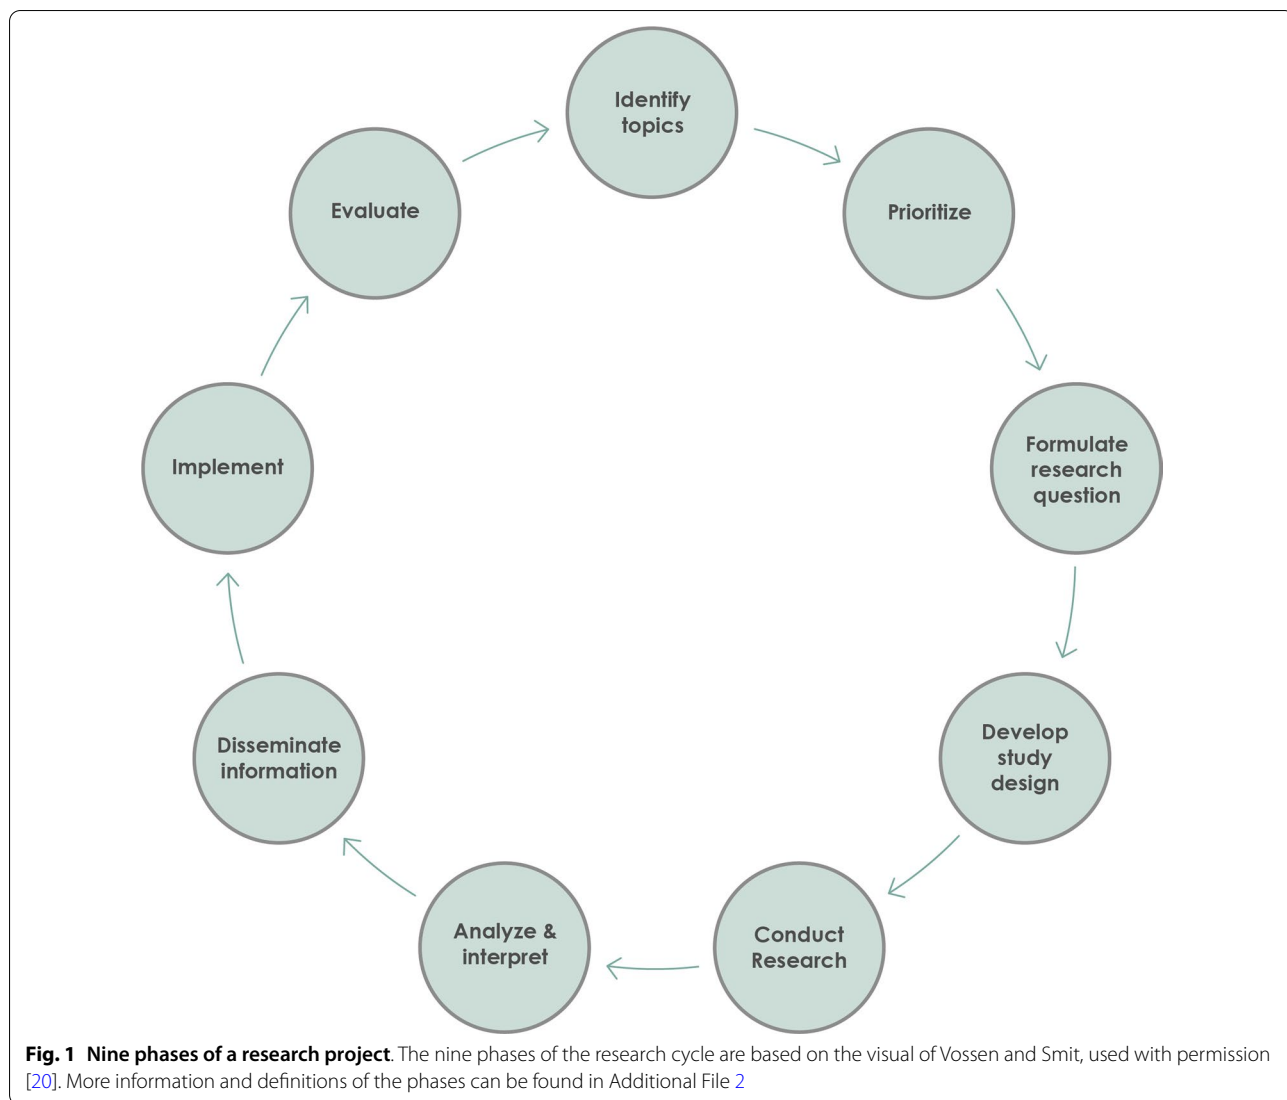 Identify
topics
Prioritize
Formulate
research
question
Develop
study
design
Conduct
Research
Analyze &
interpret
Disseminate
information
Implement
Evaluate
Fig. 1 Nine phases of a research project. The nine phases of the research cycle are based on the visual of Vossen and Smit, used with permission
[20]. More information and definitions of the phases can be found in Additional File 2